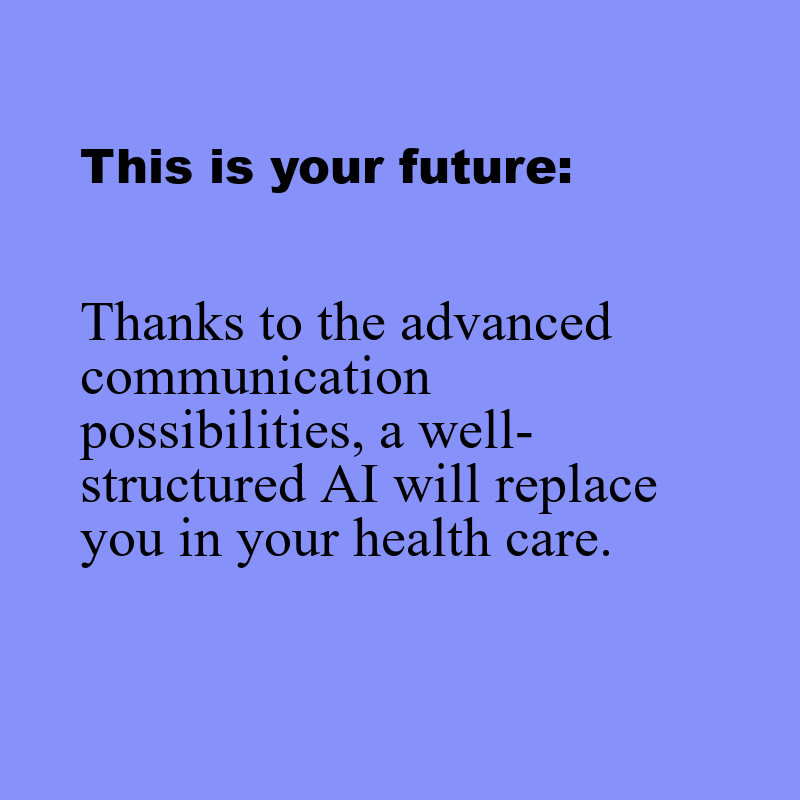 This is your future:
Thanks to the advanced
communication
possibilities, a well-
structured AI will replace
you in your health care.